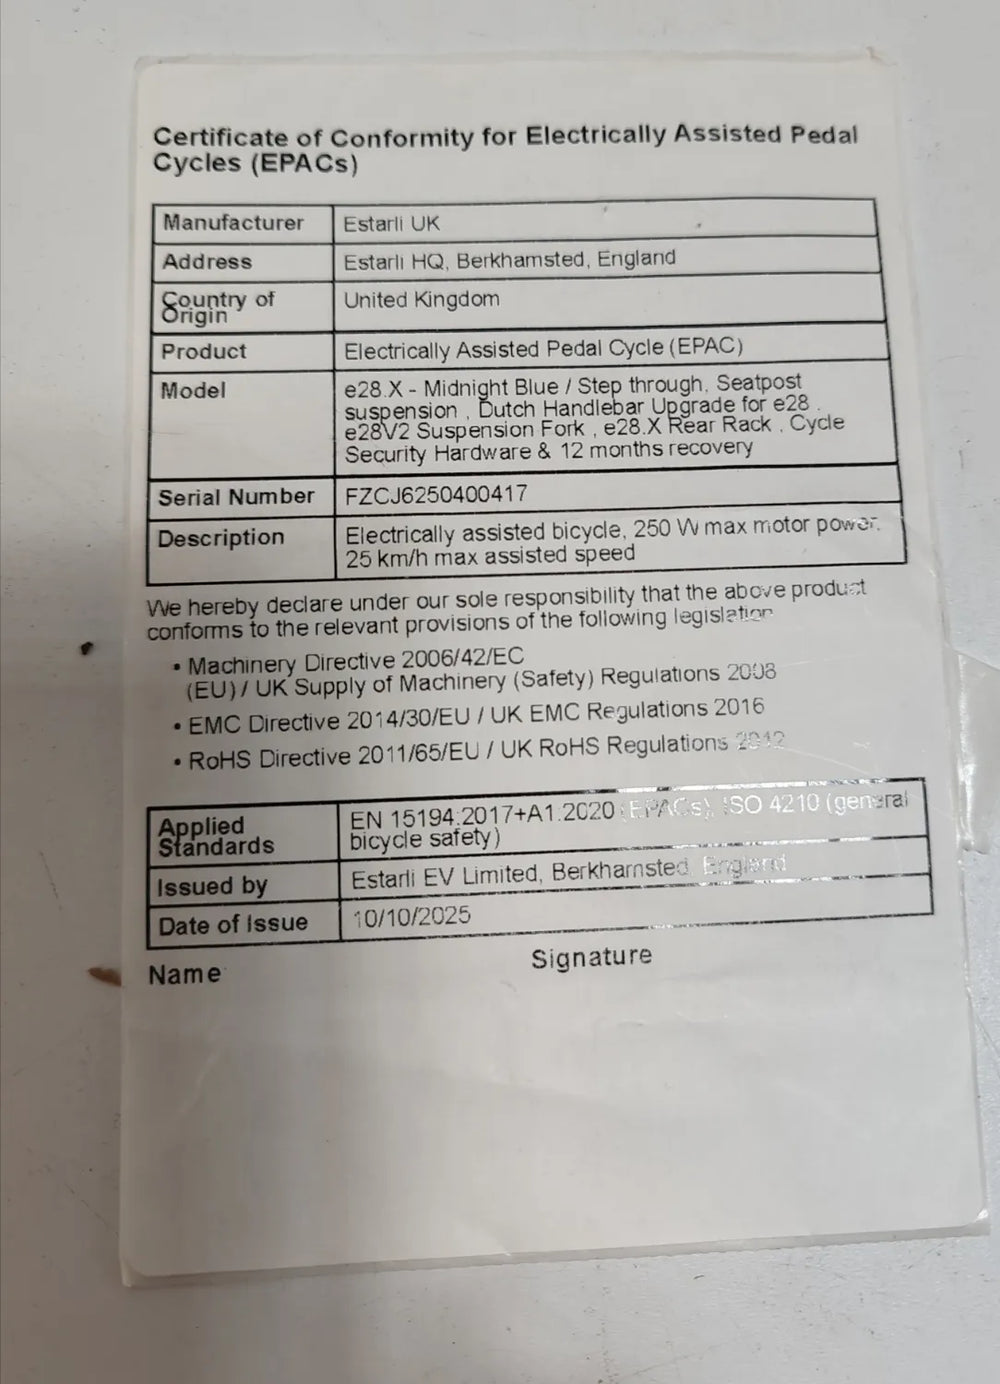 Certificate of Conformity for Electrically Assisted Pedal
Cycles (EPACs)
Manufacturer Estarli UK
Address Estarli HQ, Berkhamsted, England
Country of
Origin United Kingdom
Product Electrically Assisted Pedal Cycle (EPAC)
Model e28.X - Midnight Blue / Step through, Seatpost
suspension , Dutch Handlebar Upgrade for e28 .
e28V2 Suspension Fork , e28.X Rear Rack , Cycle
Security Hardware & 12 months recovery
Serial Number FZCJ6250400417
Description Electrically assisted bicycle, 250 W max motor power.
25 km/h max assisted speed
We hereby declare under our sole responsibility that the above product
conforms to the relevant provisions of the following legislation
• Machinery Directive 2006/42/EC
(EU) / UK Supply of Machinery (Safety) Regulations 2008
• EMC Directive 2014/30/EU / UK EMC Regulations 2016
• RoHS Directive 2011/65/EU / UK RoHS Regulations 2012
Applied
Standards EN 15194:2017+A1:2020 (EPACs), ISO 4210 (general
bicycle safety)
Issued by Estarli EV Limited, Berkhamsted, England
Date of Issue 10/10/2025
Name Signature